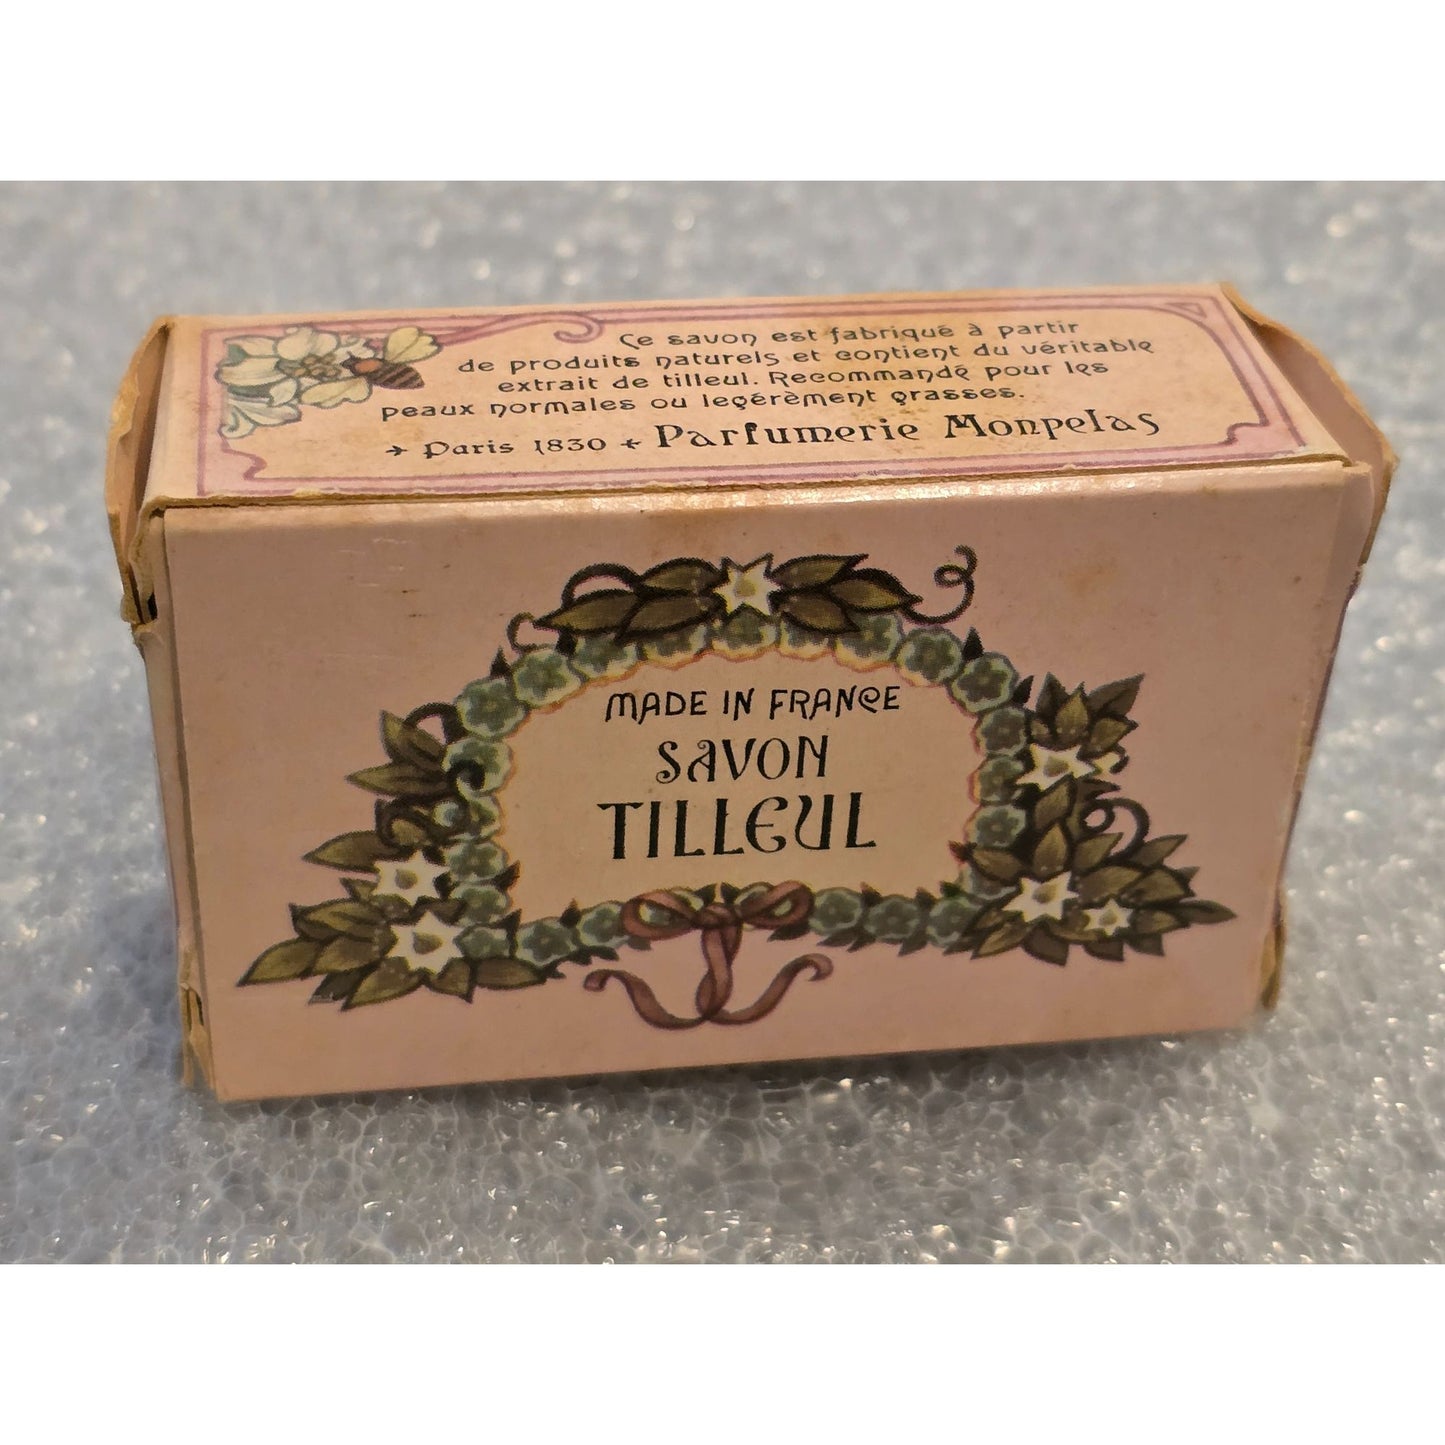 Ce savon est fabriqué à partir
de produits naturels et contient du véritable
extrait de tilleul. Recommandé pour les
peaux normales ou legérèment grasses.
Paris 1830 Parfumerie Monpelas
MADE IN FRANCE
SAVON
TILLEUL